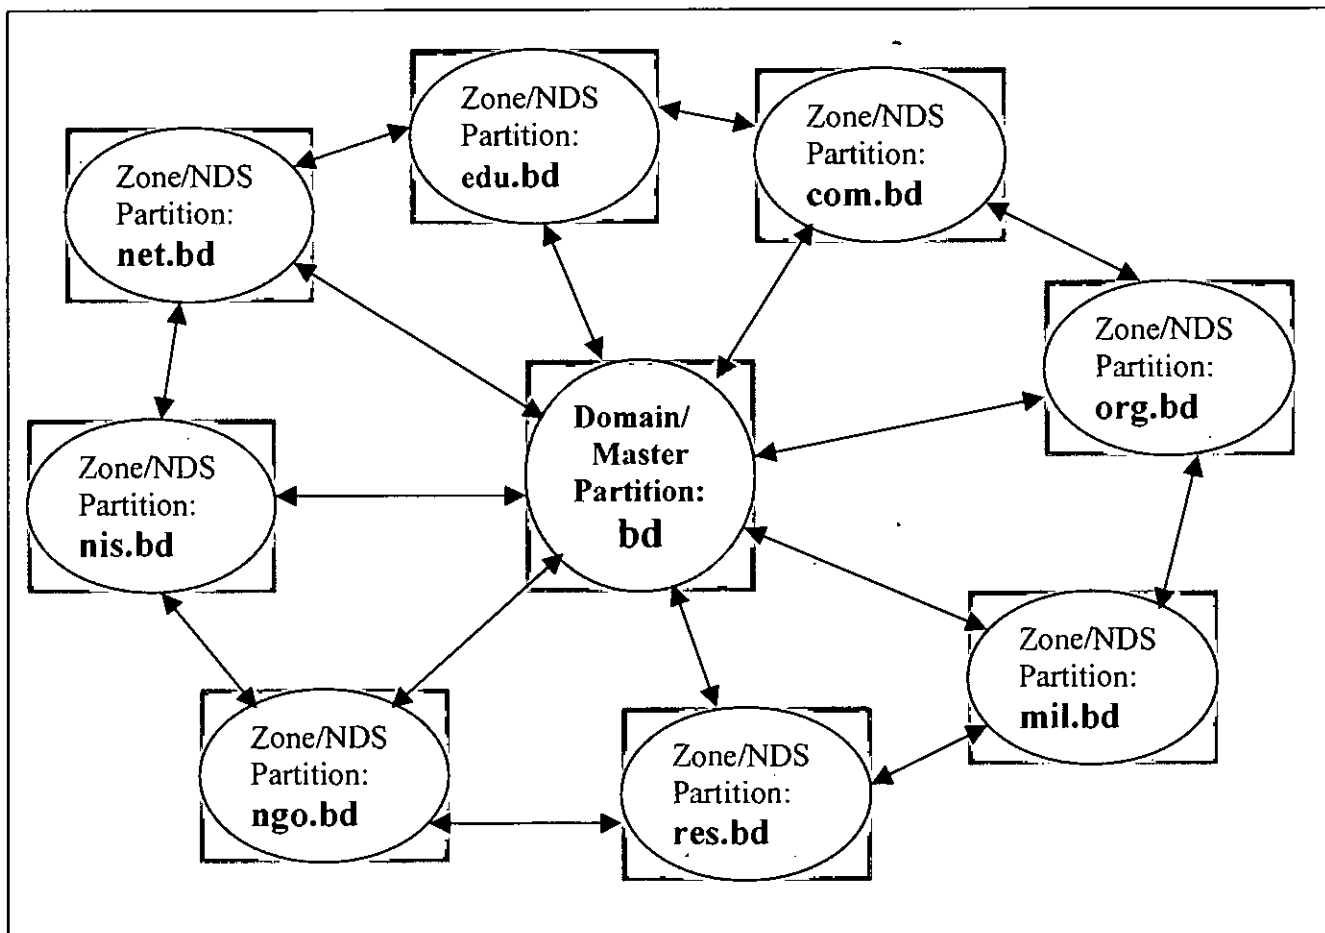 Zone/NDS
Partition:
edu.bd
Zone/NDS
Partition:
com.bd
Zone/NDS
Partition:
net.bd
Zone/NDS
Partition:
org.bd
Domain/
Master
Partition:
bd
Zone/NDS
Partition:
nis.bd
Zone/NDS
Partition:
mil.bd
Zone/NDS
Partition:
ngo.bd
Zone/NDS
Partition:
res.bd